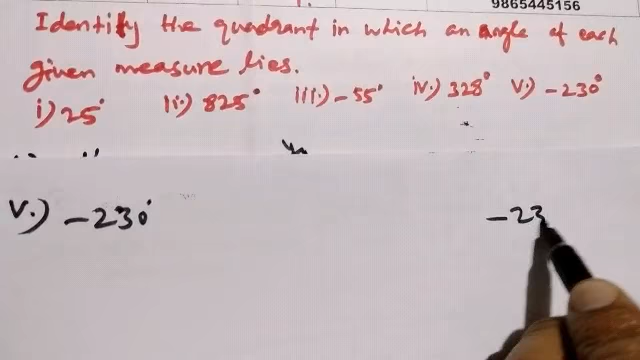 9865445156
Identify the quadrant in which an angle of each
given measure lies.
i) 25° ii.) 825° iii.) -55° iv.) 328° v.) -230°
v.) -230° -23